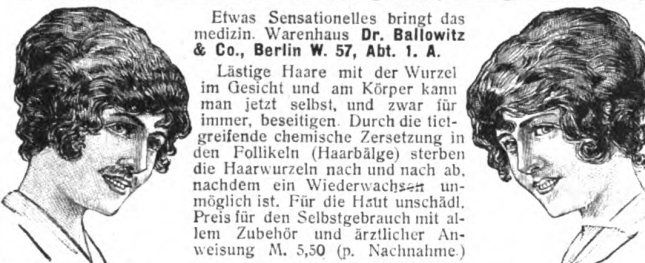 Etwas Sensationelles bringt das
medizin. Warenhaus Dr. Ballowitz
& Co., Berlin W. 57, Abt. 1. A.
Lästige Haare mit der Wurzel
im Gesicht und am Körper kann
man jetzt selbst, und zwar für
immer, beseitigen. Durch die tief-
greifende chemische Zersetzung in
den Follikeln (Haarbälge) sterben
die Haarwurzeln nach und nach ab,
nachdem ein Wiederwachsen un-
möglich ist. Für die Haut unschädl.
Preis für den Selbstgebrauch mit al-
lem Zubehör und ärztlicher An-
weisung M. 5,50 (p. Nachnahme.)